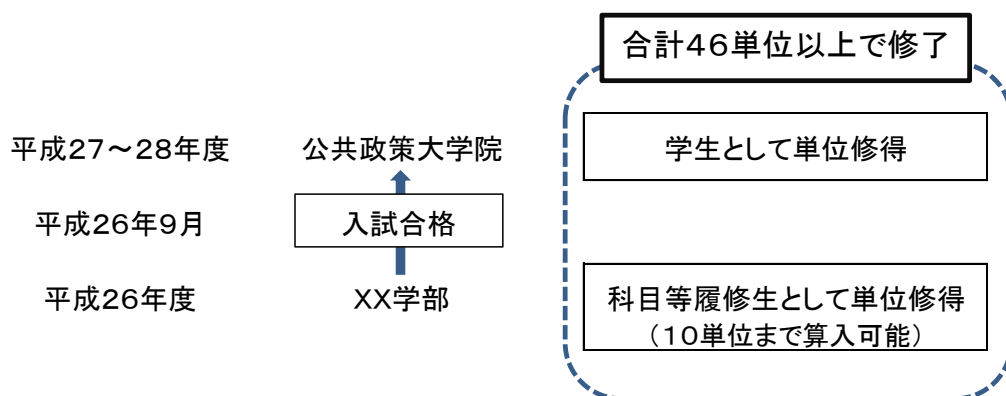 合計46単位以上で修了
平成27～28年度
公共政策大学院
学生として単位修得
平成26年9月
入試合格
平成26年度
XX学部
科目等履修生として単位修得
（10単位まで算入可能）